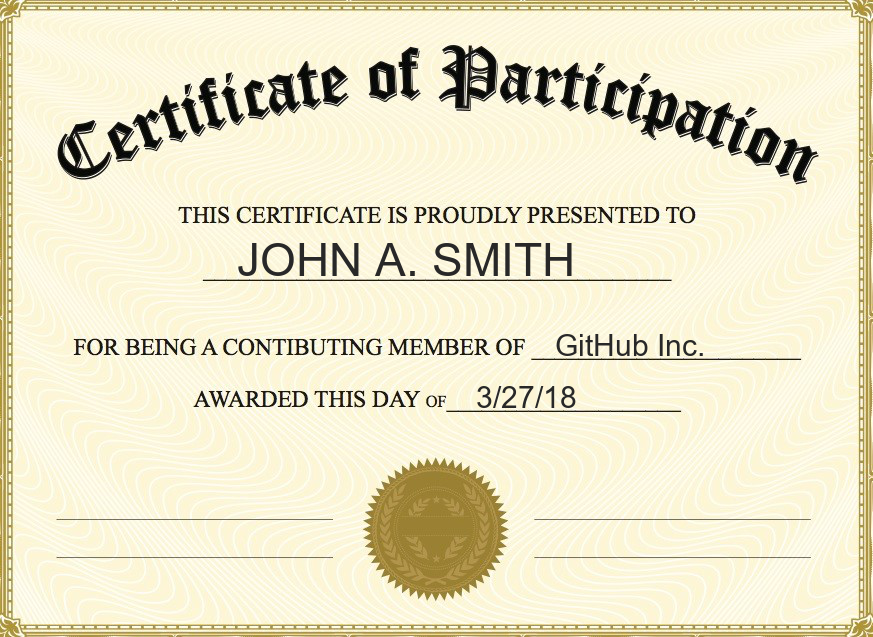 Certificate of Participation
THIS CERTIFICATE IS PROUDLY PRESENTED TO
JOHN A. SMITH
FOR BEING A CONTIBUTING MEMBER OF GitHub Inc.
AWARDED THIS DAY OF 3/27/18